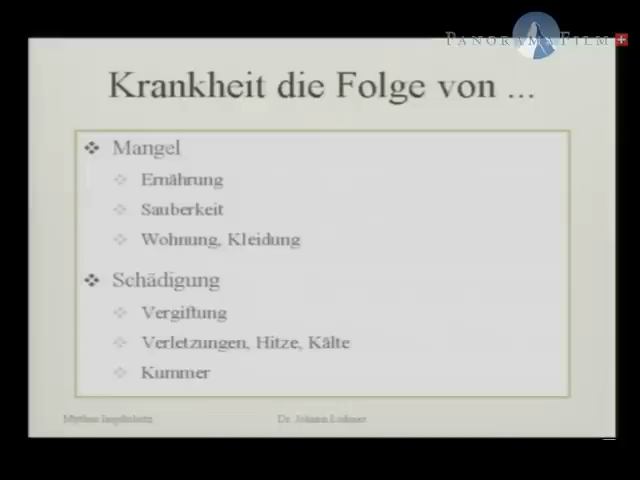 PANORAMA FILM
Krankheit die Folge von ...
Mangel
Ernährung
Sauberkeit
Wohnung, Kleidung
Schädigung
Vergiftung
Verletzungen, Hitze, Kälte
Kummer
Dr. Johann